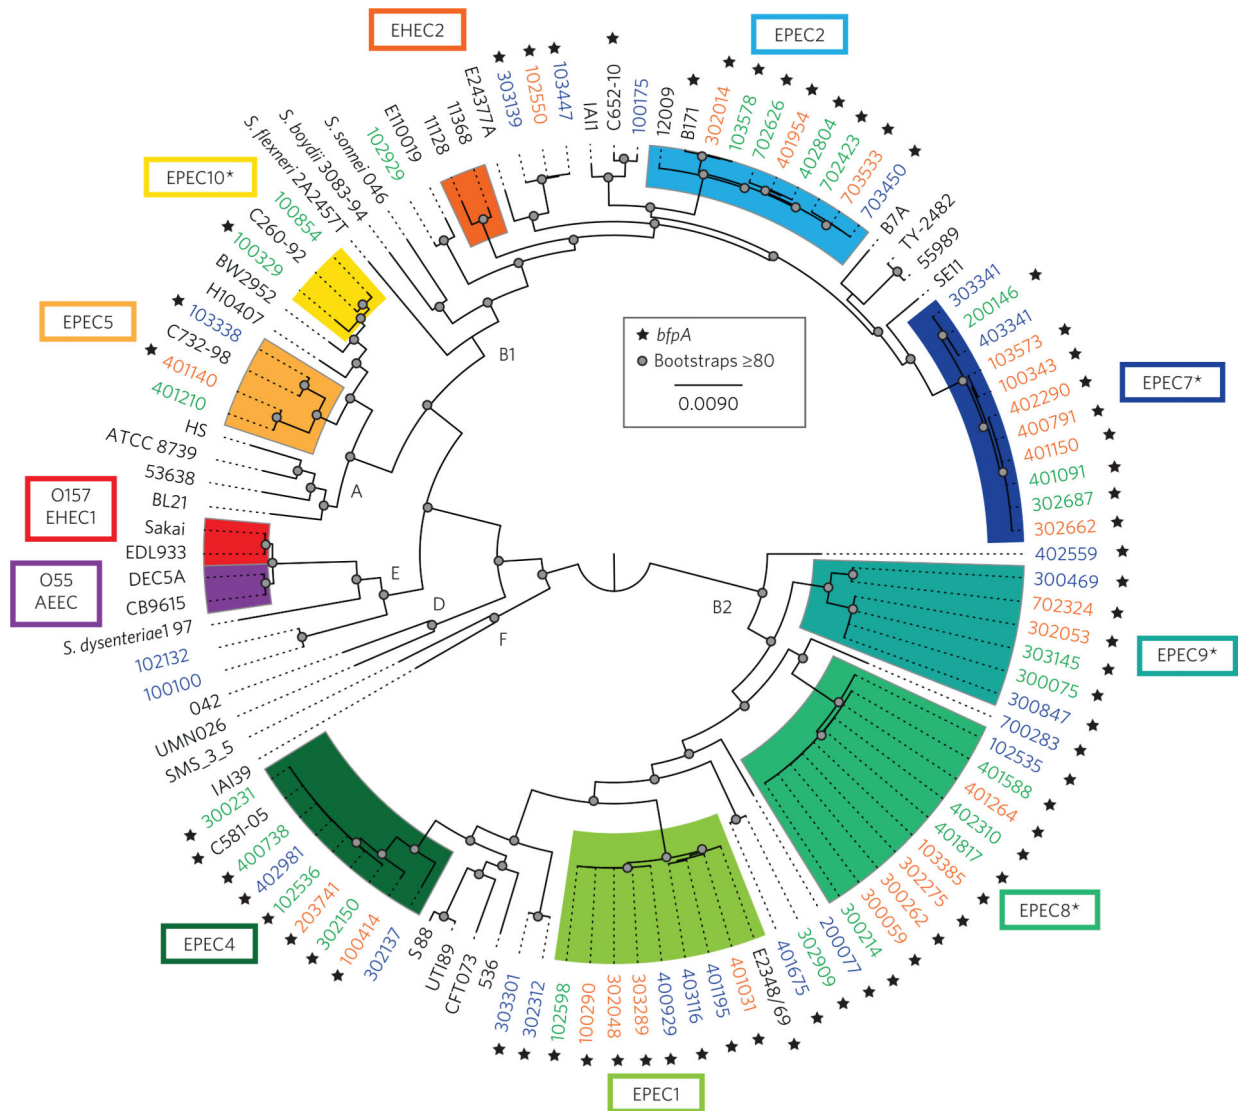 EHEC2
EPEC2
EPEC10*
EPEC5
O157
EHEC1
O55
AEEC
EPEC7*
EPEC9*
EPEC8*
EPEC4
EPEC1
bfpA
Bootstraps ≥80
0.0090
B1
A
E
D
F
B2
E24377A
303139
102550
103447
IAI1
C652-10
100175
12009
B171
302014
103578
702626
401954
402804
702423
703533
703450
B7A
TY-2482
55989
SE11
303341
200146
403341
103573
100343
402290
400791
401150
401091
302687
302662
402559
300469
702324
302053
303145
300075
300847
700283
102535
401588
401264
402310
401817
103385
302275
300262
300059
300214
200077
302909
401675
E2348/69
401031
401195
403116
400929
303289
302048
100290
102598
302312
303301
536
CFT073
UTI89
S 88
302137
100414
302150
203741
102536
402981
400738
C581-05
300231
IAI39
SMS_3_5
UMN026
042
100100
102132
S. dysenteriae1 97
CB9615
DEC5A
EDL933
Sakai
BL21
53638
ATCC 8739
HS
401210
401140
C732-98
103338
H10407
BW2952
100329
C260-92
100854
S. flexneri 2A2457T
S. boydii 3083-94
S. sonnei 046
102929
E10019
11128
11368